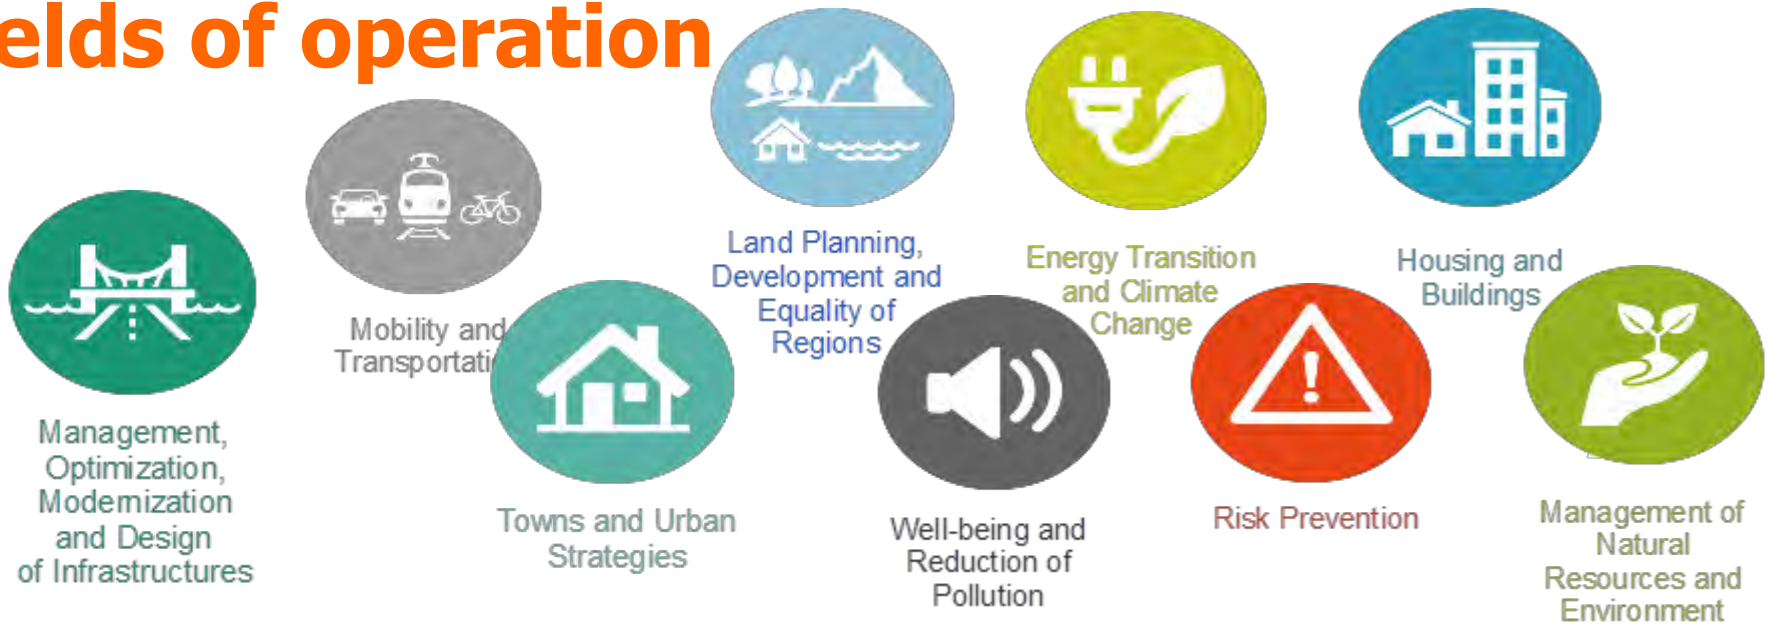 elds of operation
Management,
Optimization,
Modernization
and Design
of Infrastructures
Mobility and
Transportati
Towns and Urban
Strategies
Land Planning,
Development and
Equality of
Regions
Well-being and
Reduction of
Pollution
Energy Transition
and Climate
Change
Risk Prevention
Housing and
Buildings
Management of
Natural
Resources and
Environment